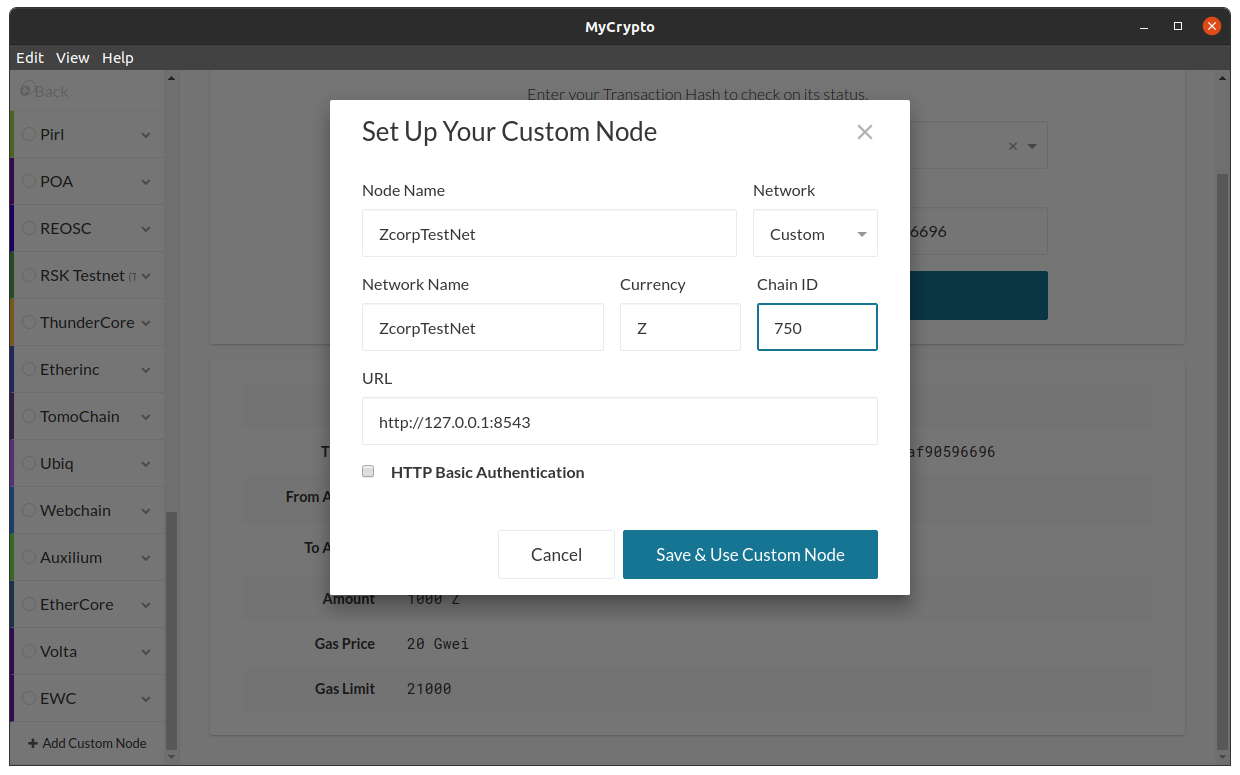 MyCrypto
Edit View Help
Back
Enter your Transaction Hash to check on its status.
Pirl
POA
REOSC
RSK Testnet (T
ThunderCore
Etherinc
TomoChain
Ubiq
Webchain
Auxilium
EtherCore
Volta
EWC
+ Add Custom Node
Set Up Your Custom Node
Node Name
Network
ZcorpTestNet
Custom
Network Name
Currency
Chain ID
ZcorpTestNet
Z
750
URL
http://127.0.0.1:8543
HTTP Basic Authentication
Cancel
Save & Use Custom Node
6696
T
af90596696
From A
To A
Amount
1000 Z
Gas Price
20 Gwei
Gas Limit
21000